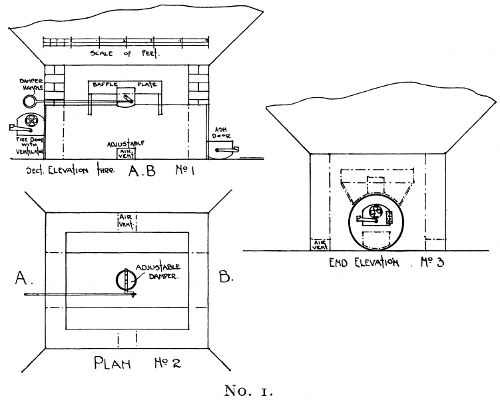 SCALE OF FEET.
DAMPER
HANDLE
BAFFLE PLATE
FIRE DOOR
WITH
VENTILATOR
ADJUSTABLE
AIR
VENT
ASH
DOOR
SECT. ELEVATION THRO. A.B No 1
AIR
VENT.
A.
ADJUSTABLE
DAMPER.
B.
PLAN No 2
AIR
VENT
END ELEVATION. No 3
No. 1.